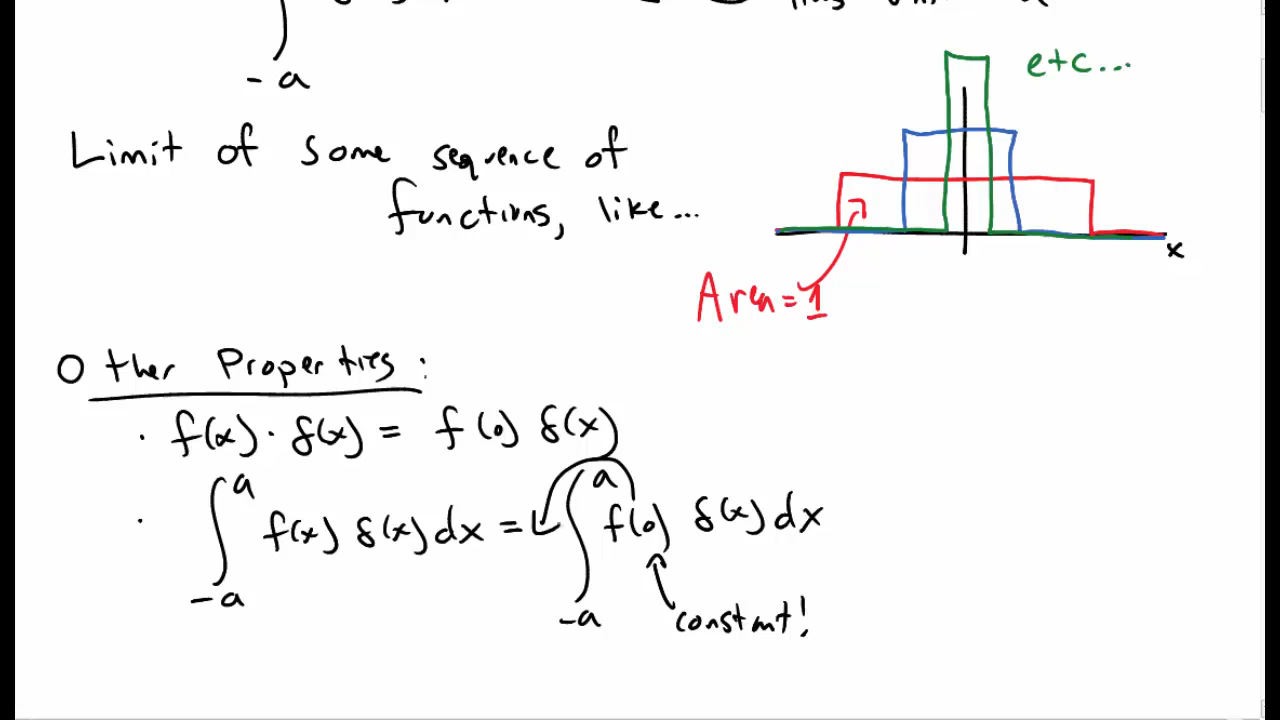 - a
etc...
Limit of some sequence of
functions, like...
x
Area=1
Other Properties:
· f(x)·δ(x) = f(0) δ(x)
· ∫_{-a}^{a} f(x) δ(x) dx = ∫_{-a}^{a} f(0) δ(x) dx
constant!